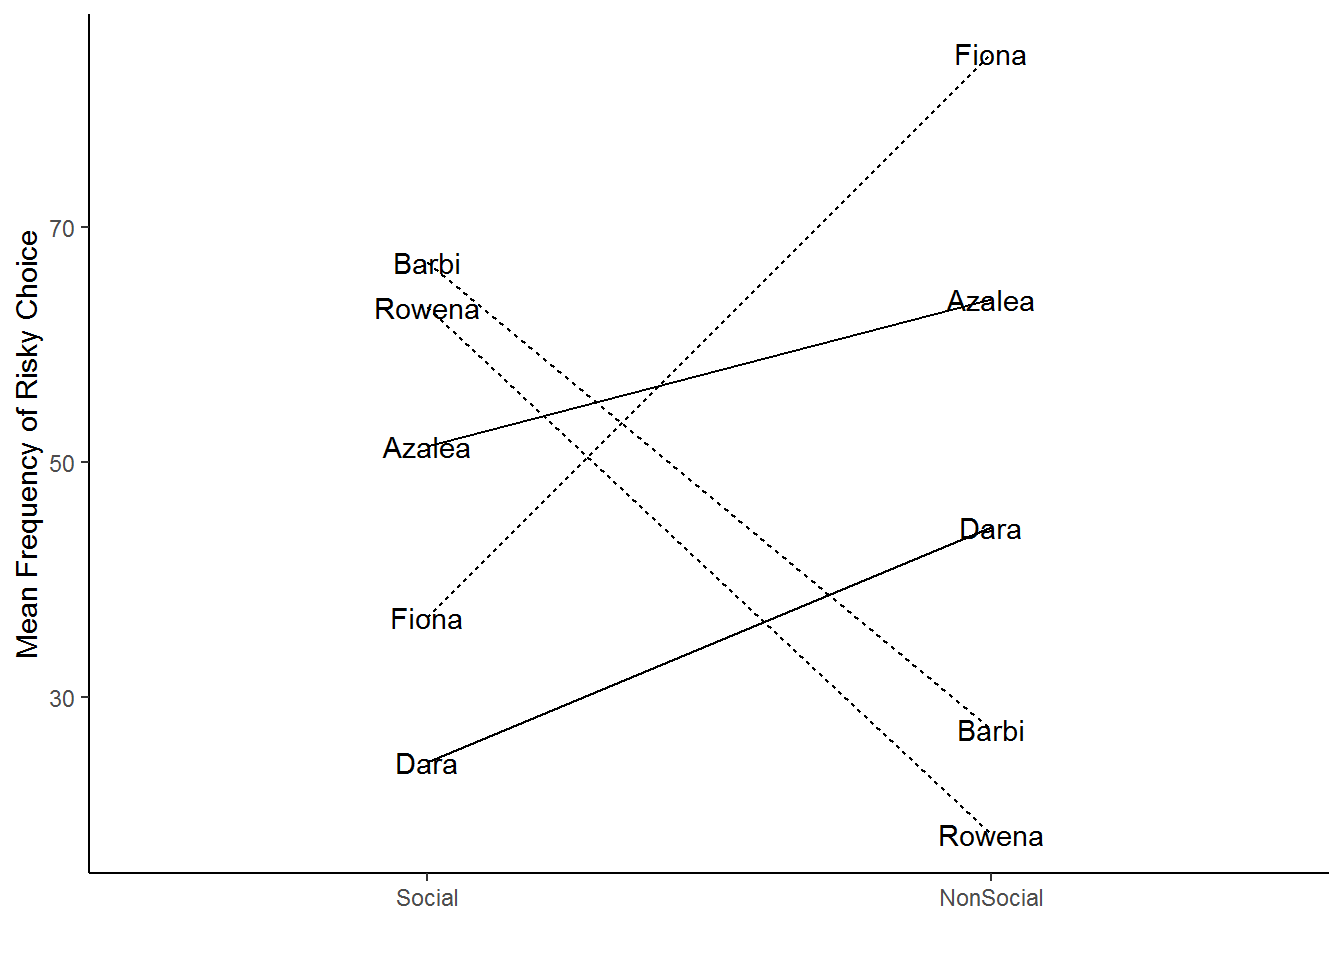 Fiona
70
Barbi
Rowena
Azalea
Azalea
50
Dara
Fiona
30
Barbi
Dara
Rowena
Social
NonSocial
Mean Frequency of Risky Choice